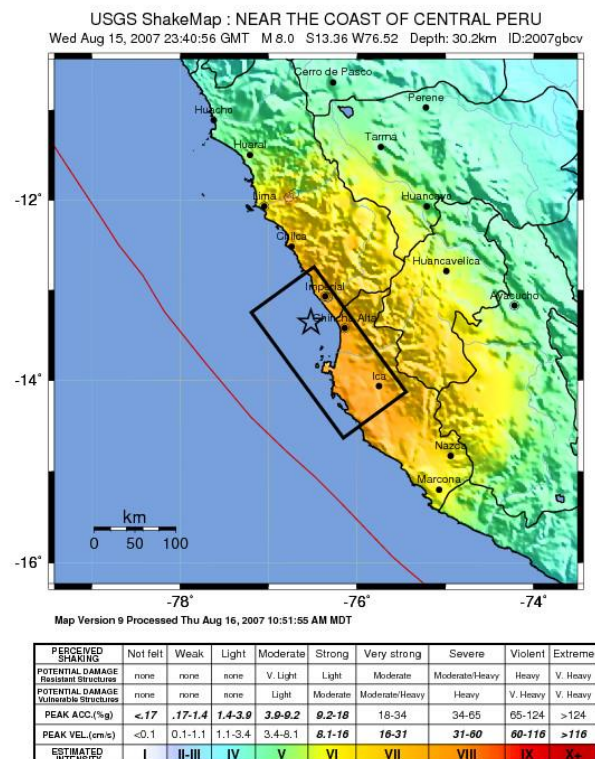 USGS ShakeMap : NEAR THE COAST OF CENTRAL PERU
Wed Aug 15, 2007 23:40:56 GMT M 8.0 S13.36 W76.52 Depth: 30.2km ID:2007gbcv
Cerro de Pasco
Perene
Huacho
Tarma
Huaral
-12°
Lima
Huancayo
Chilca
Huancavelica
Imperial
Ayacucho
Chincha Alta
-14°
Ica
Nazca
Marcona
km
0 50 100
-16°
-78° -76° -74°
Map Version 9 Processed Thu Aug 16, 2007 10:51:55 AM MDT
PERCEIVED SHAKING Not felt Weak Light Moderate Strong Very strong Severe Violent Extreme
POTENTIAL DAMAGE Resistant Structures none none none V. Light Light Moderate Moderate/Heavy Heavy V. Heavy
POTENTIAL DAMAGE Vulnerable Structures none none none Light Moderate Moderate/Heavy Heavy V. Heavy V. Heavy
PEAK ACC.(%g) <.17 .17-1.4 1.4-3.9 3.9-9.2 9.2-18 18-34 34-65 65-124 >124
PEAK VEL.(cm/s) <0.1 0.1-1.1 1.1-3.4 3.4-8.1 8.1-16 16-31 31-60 60-116 >116
ESTIMATED INTENSITY I II-III IV V VI VII VIII IX X+